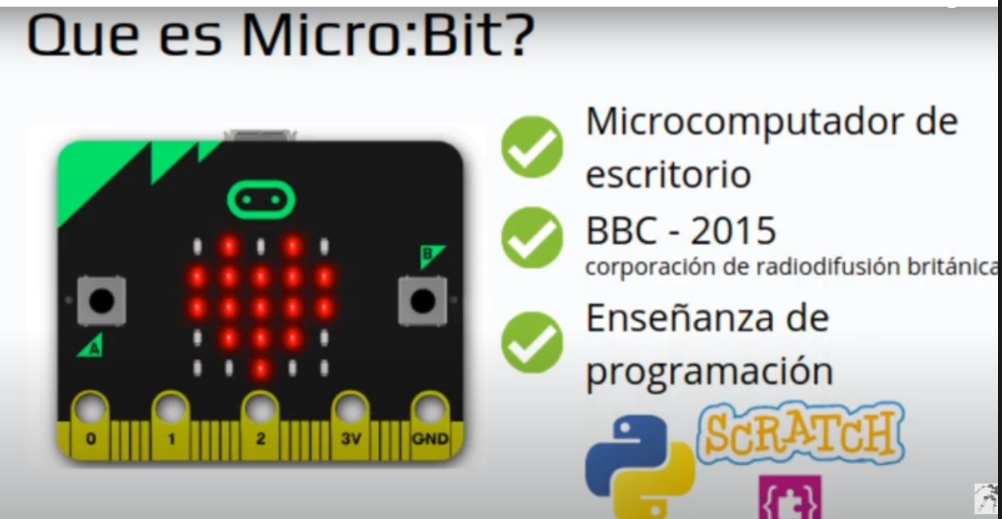 Que es Micro:Bit?
Microcomputador de
escritorio
BBC - 2015
corporación de radiodifusión británica
Enseñanza de
programación
SCRATCH
B
A
0 1 2 3V GND